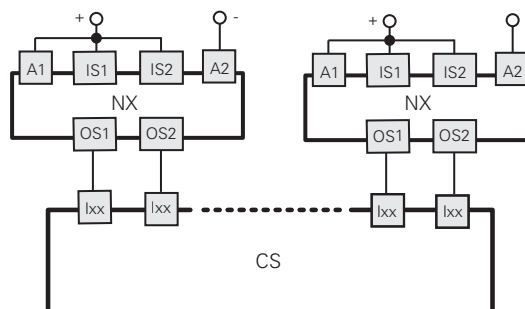 + - + 
A1 IS1 IS2 A2 A1 IS1 IS2 A2
NX NX
OS1 OS2 OS1 OS2
Ixx Ixx Ixx Ixx
CS